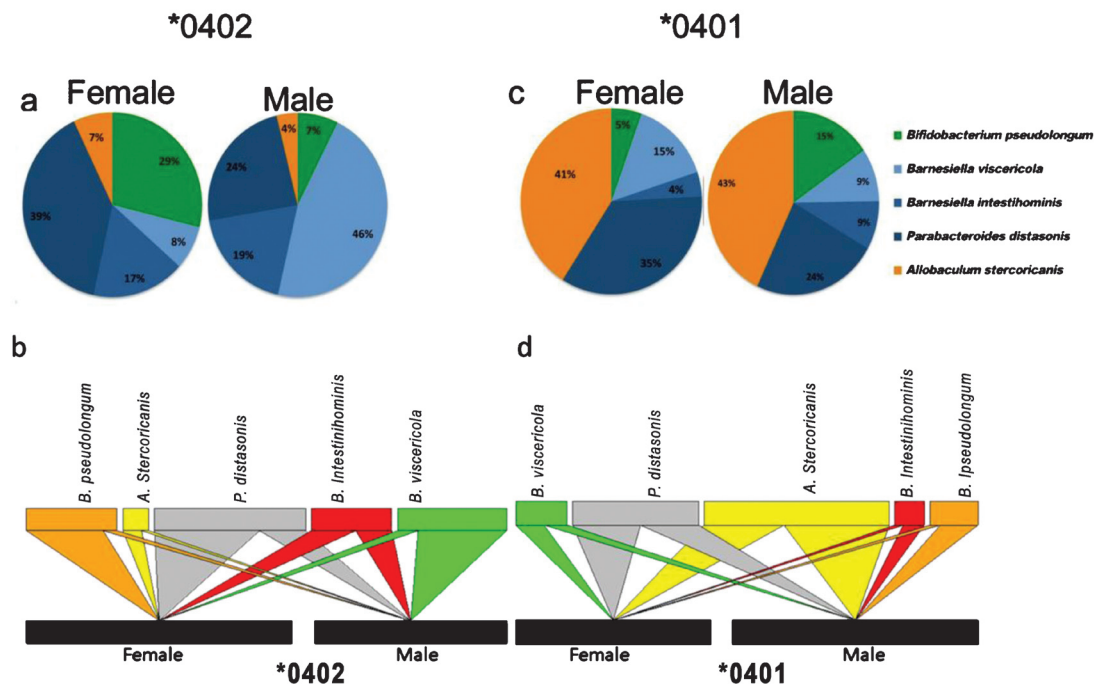 *0402
*0401
a
Female
Male
c
Female
Male
7%
29%
8%
17%
39%
4%
7%
46%
19%
24%
5%
15%
4%
35%
41%
15%
9%
9%
24%
43%
Bifidobacterium pseudolongum
Barnesiella viscericola
Barnesiella intestihominis
Parabacteroides distasonis
Allobaculum stercoricanis
b
B. pseudolongum
A. Stercoricanis
P. distasonis
B. Intestinihominis
B. viscericola
Female
Male
*0402
d
B. viscericola
P. distasonis
A. Stercoricanis
B. Intestinihominis
B. lpseudolongum
Female
Male
*0401